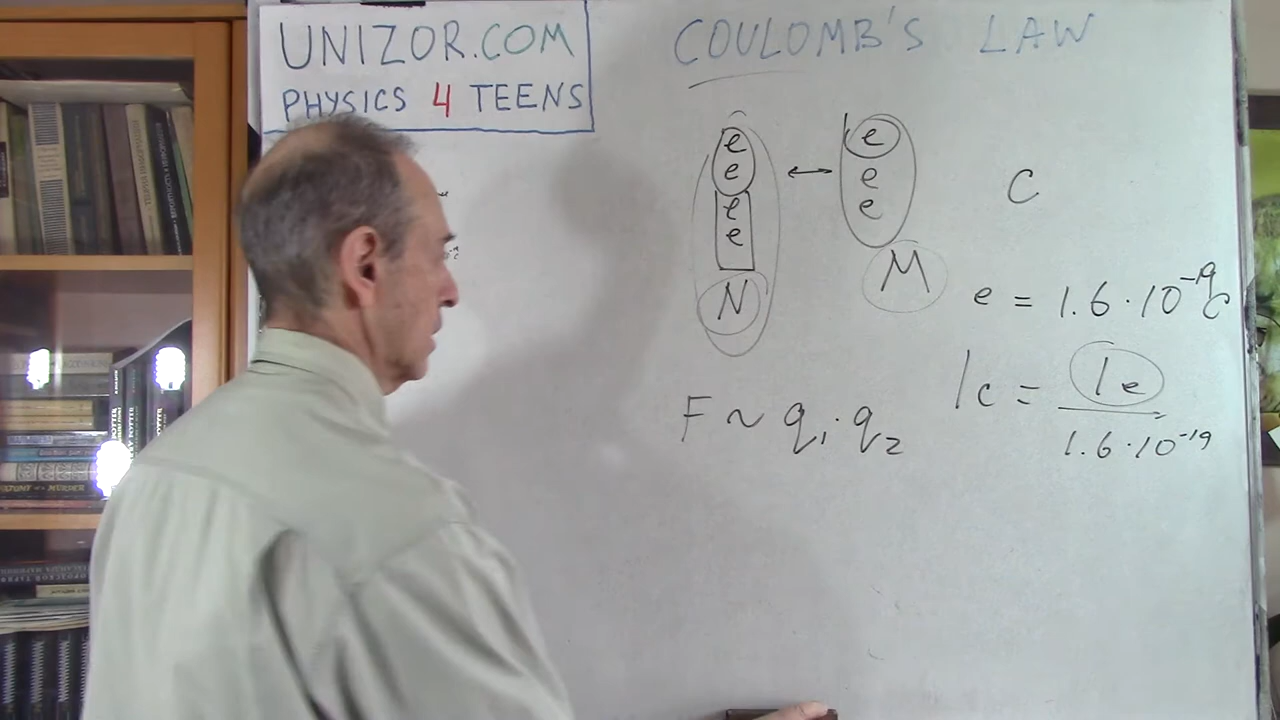 UNIZOR.COM
PHYSICS 4 TEENS
COULOMB'S LAW
e
e
e
e
N
e
e
e
M
C
e = 1.6 · 10⁻¹⁹ C
1c = 1e / 1.6 · 10⁻¹⁹
F ~ q₁ · q₂